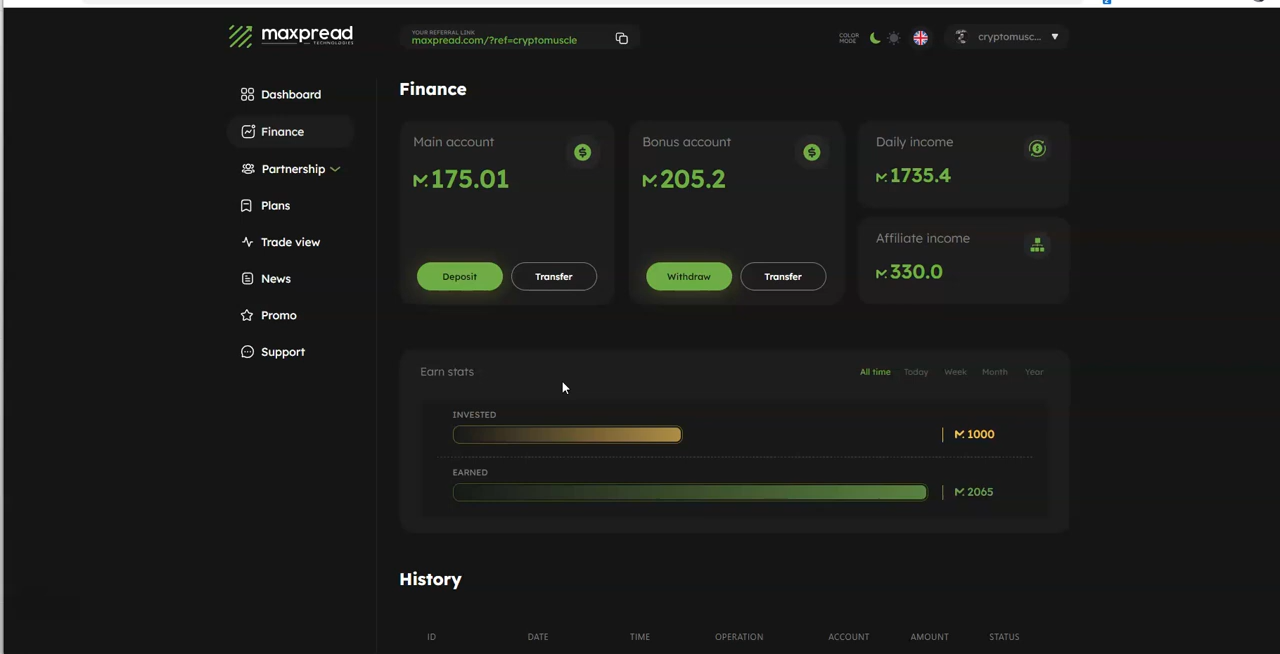 maxpread
TECHNOLOGIES
YOUR REFERRAL LINK
maxpread.com/?ref=cryptomuscle
COLOR
MODE
cryptomusc...
Dashboard
Finance
Partnership
Plans
Trade view
News
Promo
Support
Finance
Main account
175.01
Deposit
Transfer
Bonus account
205.2
Withdraw
Transfer
Daily income
1735.4
Affiliate income
330.0
Earn stats
All time
Today
Week
Month
Year
INVESTED
1000
EARNED
2065
History
ID
DATE
TIME
OPERATION
ACCOUNT
AMOUNT
STATUS